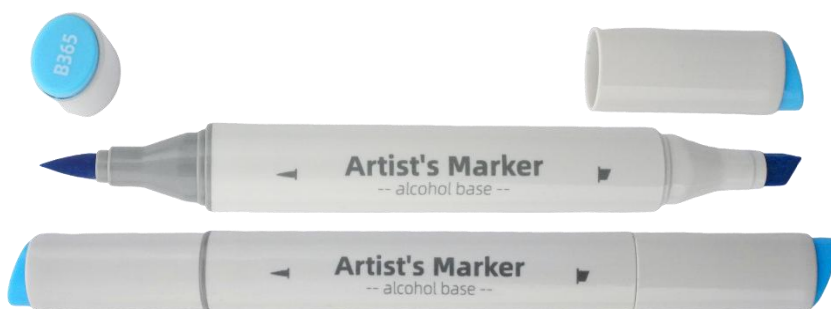 B365
Artist's Marker
-- alcohol base --
Artist's Marker
-- alcohol base --